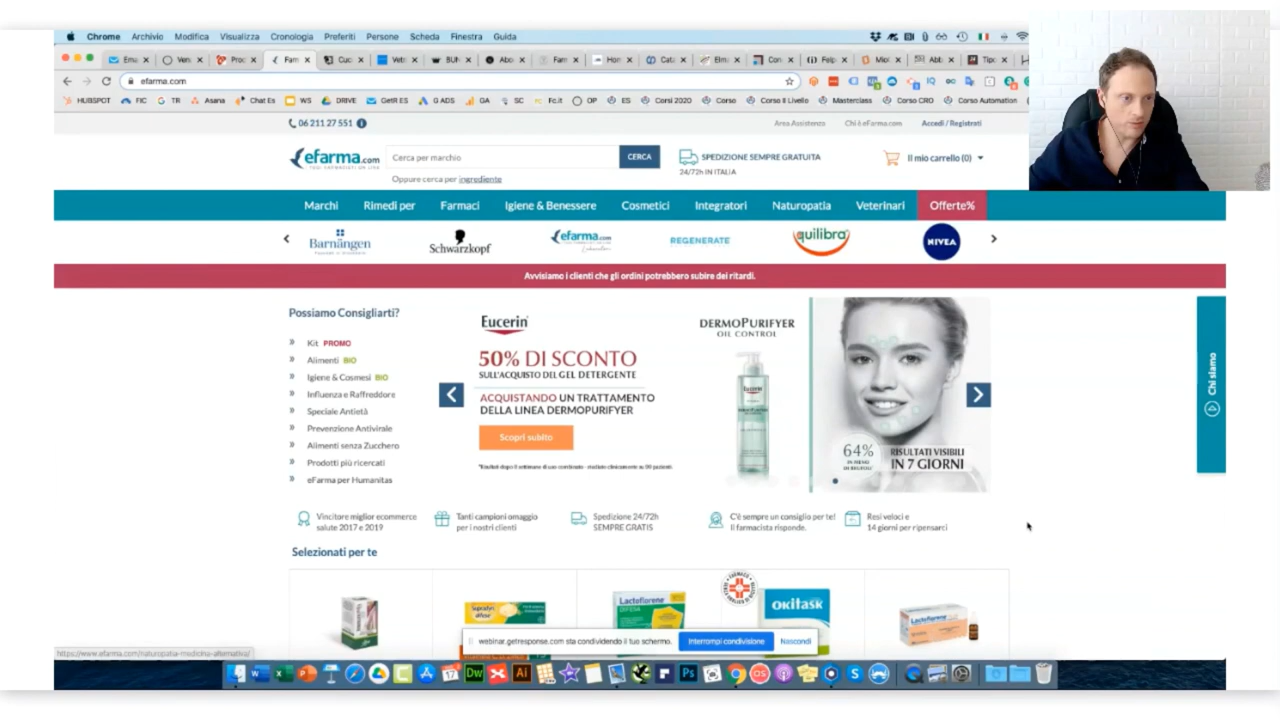 Chrome Archivio Modifica Visualizza Cronologia Preferiti Persone Scheda Finestra Guida
efarma.com
HUBSPOT FIC TR Asana Chat Es WS DRIVE GetR ES G ADS GA SC Fc.it OP ES Corsi 2020 Corso Corso II Livello Masterclass Corso CRO Corso Automation
06 211 27 551
Area Assistenza Chi è eFarma.com Accedi / Registrati
efarma.com
Cerca per marchio
CERCA
SPEDIZIONE SEMPRE GRATUITA
24/72h IN ITALIA
Il mio carrello (0)
Oppure cerca per ingrediente
Marchi Rimedi per Farmaci Igiene & Benessere Cosmetici Integratori Naturopatia Veterinari Offerte%
Barnängen Schwarzkopf efarma.com REGENERATE equilibra NIVEA
Avvisiamo i clienti che gli ordini potrebbero subire dei ritardi.
Possiamo Consigliarti?
Kit PROMO
Alimenti BIO
Igiene & Cosmesi BIO
Influenza e Raffreddore
Speciale Antietà
Prevenzione Antivirale
Alimenti senza Zucchero
Prodotti più ricercati
eFarma per Humanitas
Eucerin
50% DI SCONTO
SULL'ACQUISTO DEL GEL DETERGENTE
ACQUISTANDO UN TRATTAMENTO
DELLA LINEA DERMOPURIFYER
Scopri subito
DERMOPURIFYER
OIL CONTROL
Eucerin
64%
RISULTATI VISIBILI
IN 7 GIORNI
Chi siamo
Vincitore miglior ecommerce
salute 2017 e 2019
Tanti campioni omaggio
per i nostri clienti
Spedizione 24/72h
SEMPRE GRATIS
C'è sempre un consiglio per te!
Il farmacista risponde.
Resi veloci e
14 giorni per ripensarci
Selezionati per te
Lactoflorene
OKITASK
Lactoflorene
webinar.getresponse.com sta condividendo il tuo schermo. Interrompi condivisione Nascondi
https://www.efarma.com/naturopatia-medicina-alternativa/